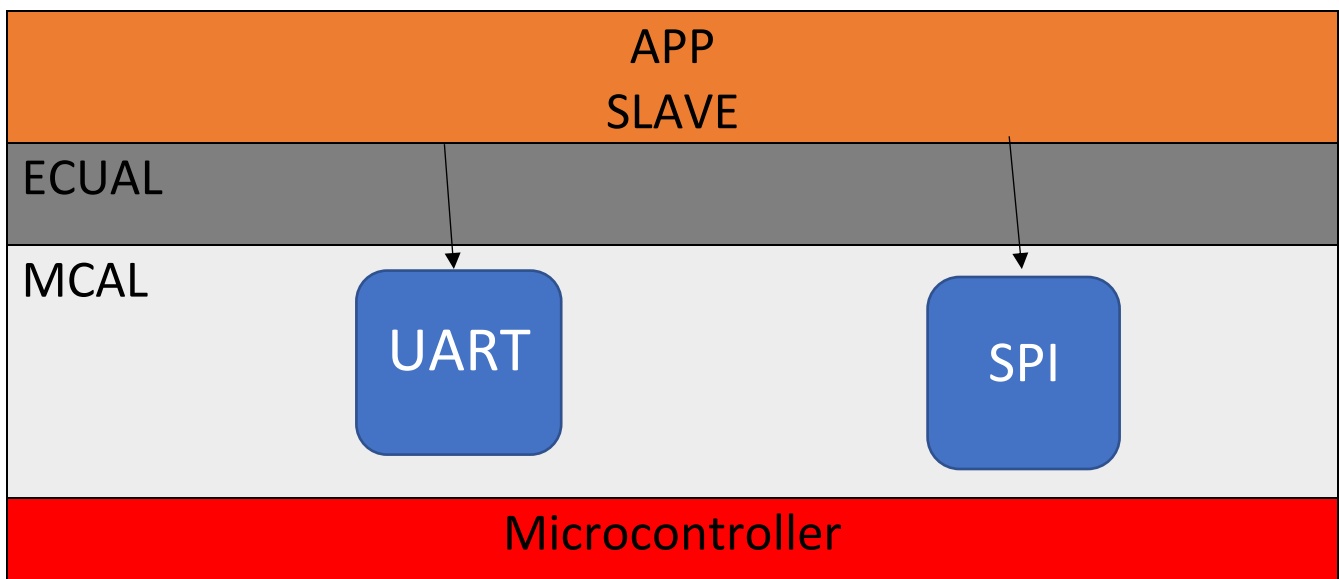 APP
SLAVE
ECUAL
MCAL
UART
SPI
Microcontroller